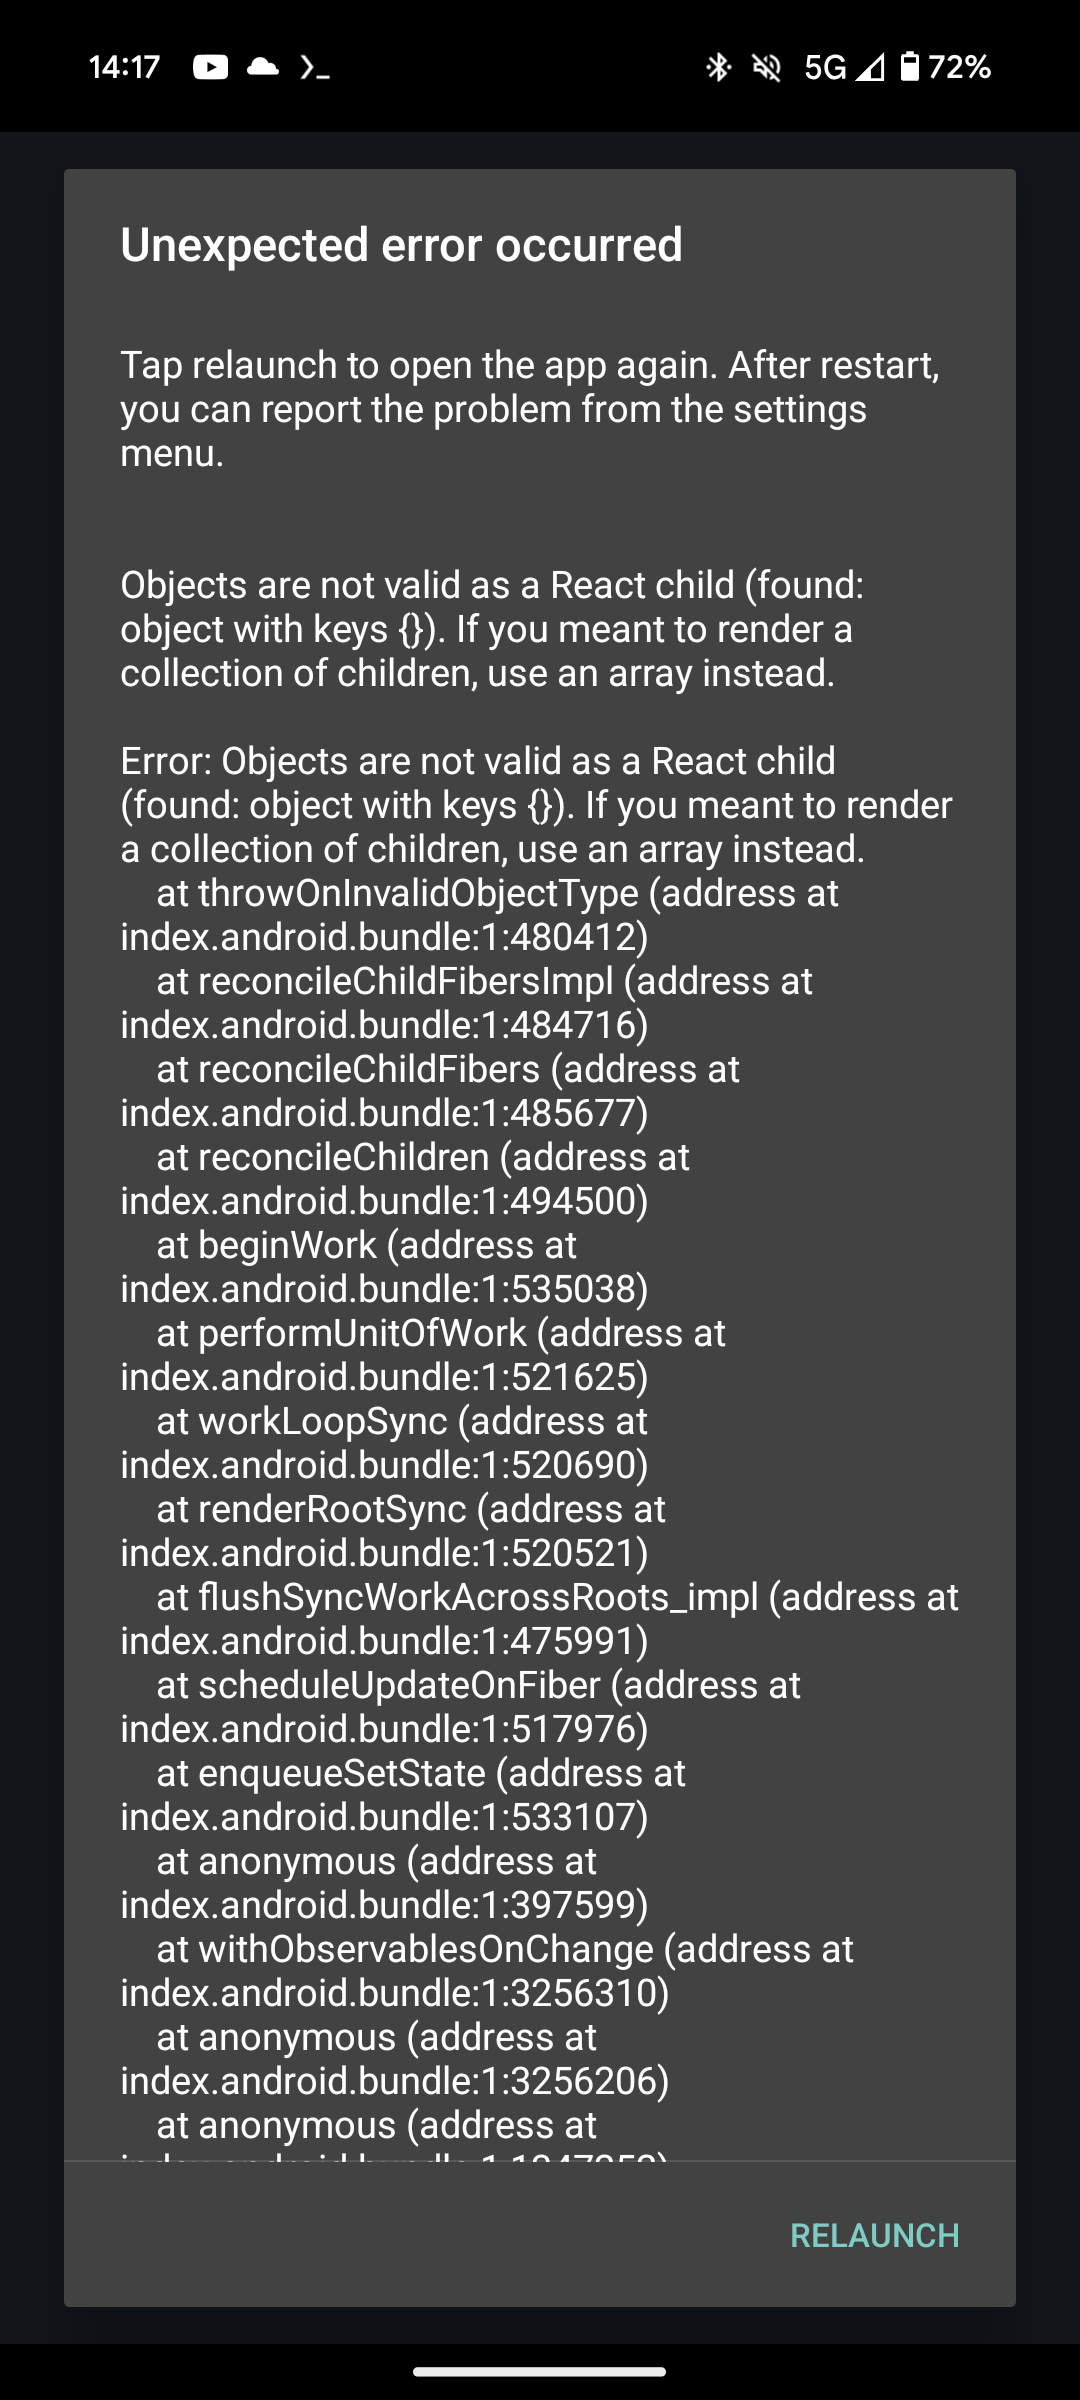 14:17
5G
72%
Unexpected error occurred
Tap relaunch to open the app again. After restart,
you can report the problem from the settings
menu.
Objects are not valid as a React child (found:
object with keys {}). If you meant to render a
collection of children, use an array instead.
Error: Objects are not valid as a React child
(found: object with keys {}). If you meant to render
a collection of children, use an array instead.
at throwOnInvalidObjectType (address at
index.android.bundle:1:480412)
at reconcileChildFibersImpl (address at
index.android.bundle:1:484716)
at reconcileChildFibers (address at
index.android.bundle:1:485677)
at reconcileChildren (address at
index.android.bundle:1:494500)
at beginWork (address at
index.android.bundle:1:535038)
at performUnitOfWork (address at
index.android.bundle:1:521625)
at workLoopSync (address at
index.android.bundle:1:520690)
at renderRootSync (address at
index.android.bundle:1:520521)
at flushSyncWorkAcrossRoots_impl (address at
index.android.bundle:1:475991)
at scheduleUpdateOnFiber (address at
index.android.bundle:1:517976)
at enqueueSetState (address at
index.android.bundle:1:533107)
at anonymous (address at
index.android.bundle:1:397599)
at withObservablesOnChange (address at
index.android.bundle:1:3256310)
at anonymous (address at
index.android.bundle:1:3256206)
at anonymous (address at
RELAUNCH